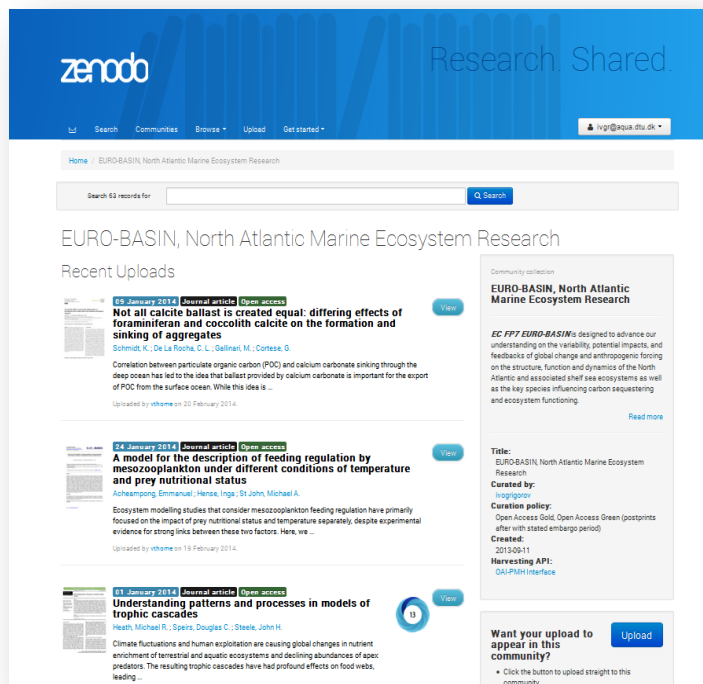 zenodo
Research. Shared.
Search Communities Browse Upload Get started
ivgr@aqua.dtu.dk
Home / EURO-BASIN, North Atlantic Marine Ecosystem Research
Search 63 records for
Search
EURO-BASIN, North Atlantic Marine Ecosystem Research
Recent Uploads
09 January 2014 Journal article Open access
View
Not all calcite ballast is created equal: differing effects of
foraminiferan and coccolith calcite on the formation and
sinking of aggregates
Schmidt, K. ; De La Rocha, C. L. ; Gallinari, M. ; Cortese, G.
Correlation between particulate organic carbon (POC) and calcium carbonate sinking through the
deep ocean has led to the idea that ballast provided by calcium carbonate is important for the export
of POC from the surface ocean. While this idea is ...
Uploaded by vthome on 20 February 2014.
24 January 2014 Journal article Open access
View
A model for the description of feeding regulation by
mesozooplankton under different conditions of temperature
and prey nutritional status
Acheampong, Emmanuel ; Hense, Inga ; St John, Michael A.
Ecosystem modelling studies that consider mesozooplankton feeding regulation have primarily
focused on the impact of prey nutritional status and temperature separately, despite experimental
evidence for strong links between these two factors. Here, we ...
Uploaded by vthome on 19 February 2014.
01 January 2014 Journal article Open access
13
View
Understanding patterns and processes in models of
trophic cascades
Heath, Michael R. ; Speirs, Douglas C. ; Steele, John H.
Climate fluctuations and human exploitation are causing global changes in nutrient
enrichment of terrestrial and aquatic ecosystems and declining abundances of apex
predators. The resulting trophic cascades have had profound effects on food webs,
leading ...
Community collection
EURO-BASIN, North Atlantic
Marine Ecosystem Research
EC FP7 EURO-BASIN is designed to advance our
understanding on the variability, potential impacts, and
feedbacks of global change and anthropogenic forcing
on the structure, function and dynamics of the North
Atlantic and associated shelf sea ecosystems as well
as the key species influencing carbon sequestering
and ecosystem functioning.
Read more
Title:
EURO-BASIN, North Atlantic Marine Ecosystem
Research
Curated by:
ivogrigorov
Curation policy:
Open Access Gold, Open Access Green (postprints
after with stated embargo period)
Created:
2013-09-11
Harvesting API:
OAI-PMH Interface
Want your upload to
appear in this
community?
Upload
• Click the button to upload straight to this
community.